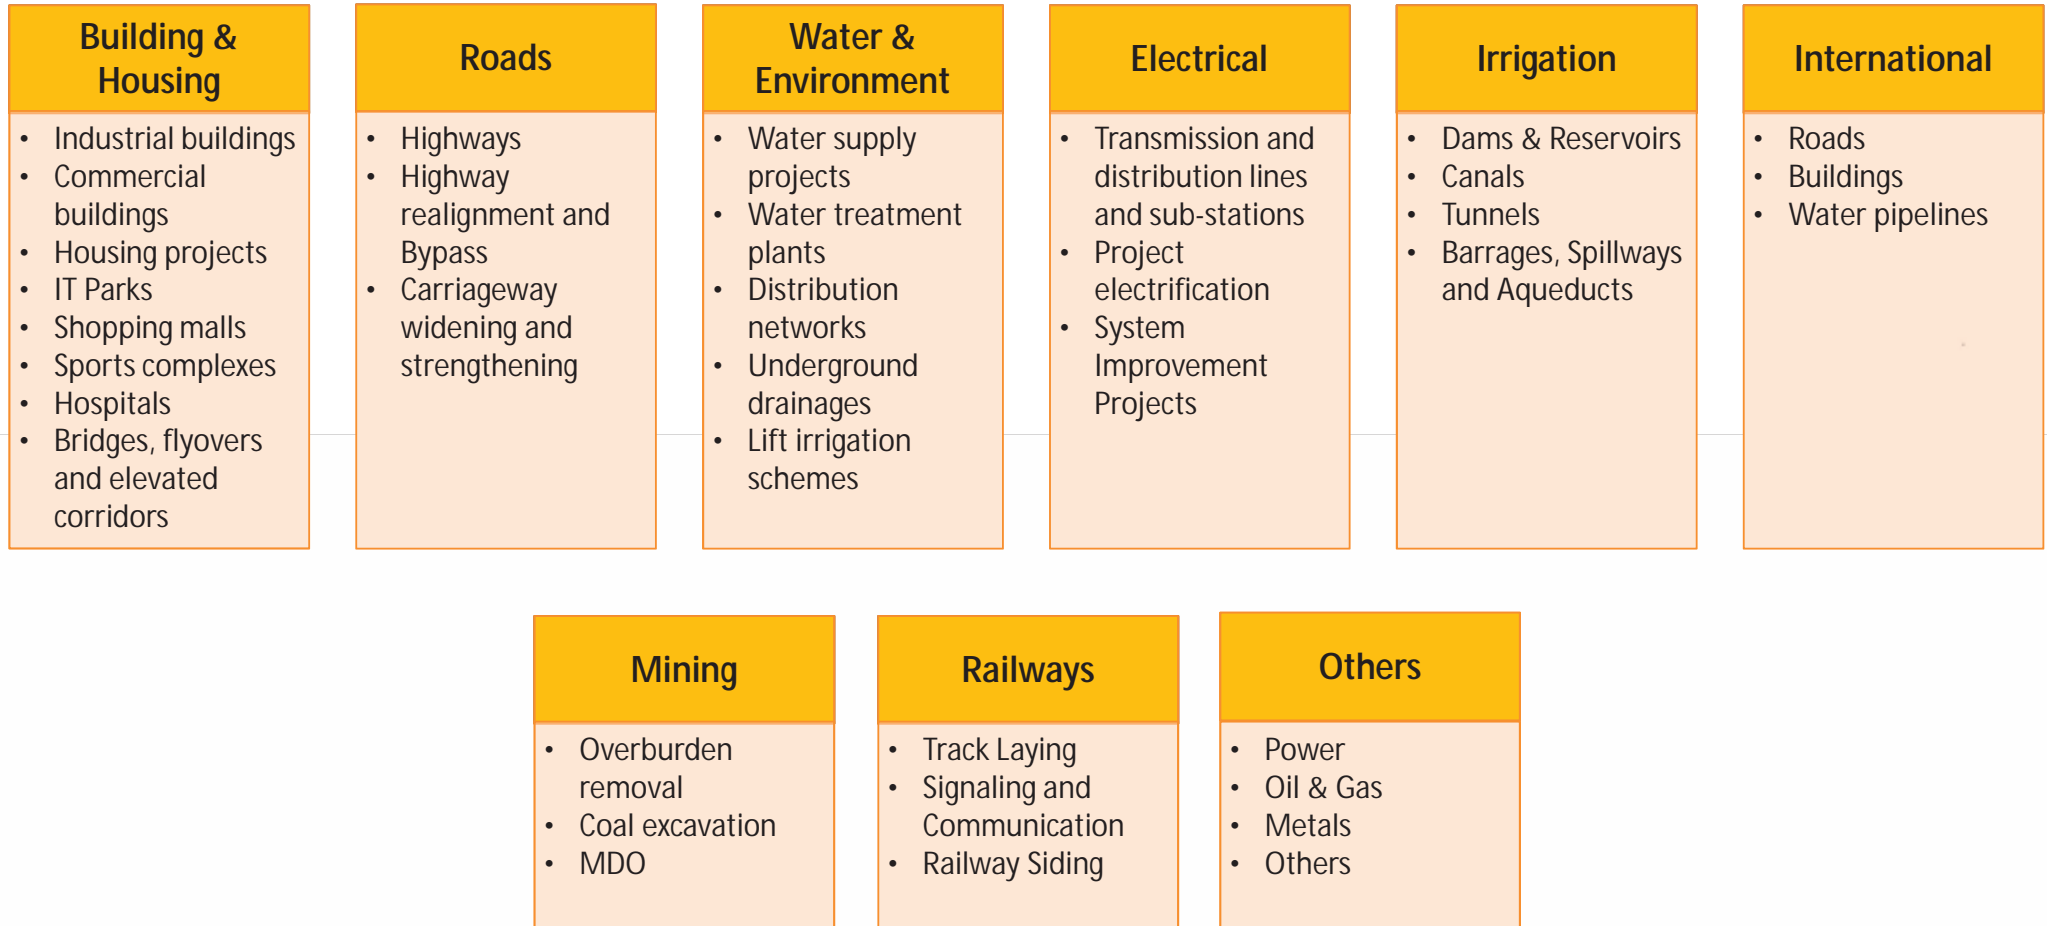 Building &
Housing
• Industrial buildings
• Commercial
buildings
• Housing projects
• IT Parks
• Shopping malls
• Sports complexes
• Hospitals
• Bridges, flyovers
and elevated
corridors
Roads
• Highways
• Highway
realignment and
Bypass
• Carriageway
widening and
strengthening
Water &
Environment
• Water supply
projects
• Water treatment
plants
• Distribution
networks
• Underground
drainages
• Lift irrigation
schemes
Electrical
• Transmission and
distribution lines
and sub-stations
• Project
electrification
• System
Improvement
Projects
Irrigation
• Dams & Reservoirs
• Canals
• Tunnels
• Barrages, Spillways
and Aqueducts
International
• Roads
• Buildings
• Water pipelines
Mining
• Overburden
removal
• Coal excavation
• MDO
Railways
• Track Laying
• Signaling and
Communication
• Railway Siding
Others
• Power
• Oil & Gas
• Metals
• Others